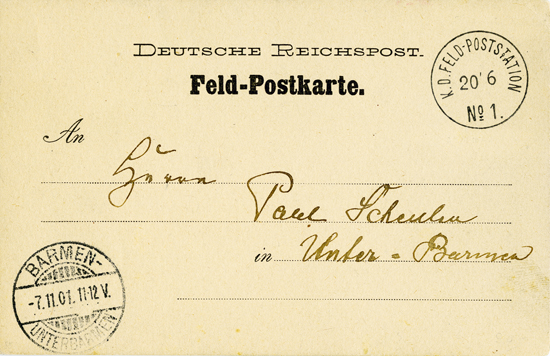 DEUTSCHE REICHSPOST.
Feld-Postkarte.
K.D.FELD-POSTSTATION
20 6
No 1.
An
Herrn
Paul
in Unter-Barmen
BARMEN-
-7.11.01. 11-12 V.
UNTERBARMEN